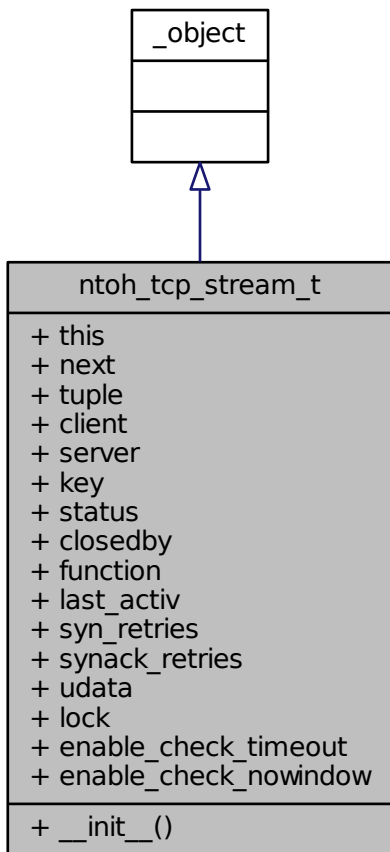 _object
ntoh_tcp_stream_t
+ this
+ next
+ tuple
+ client
+ server
+ key
+ status
+ closedby
+ function
+ last_activ
+ syn_retries
+ synack_retries
+ udata
+ lock
+ enable_check_timeout
+ enable_check_nowindow
+ __init__()